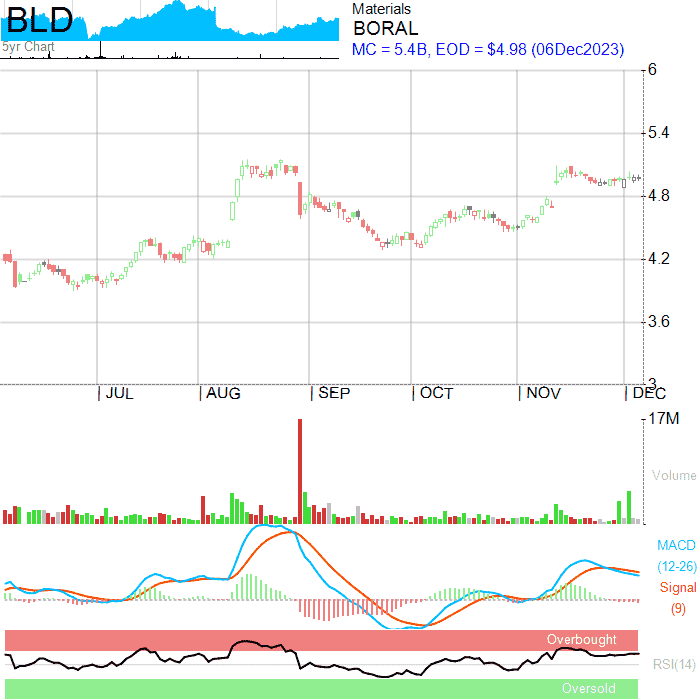 BLD
5yr Chart
Materials
BORAL
MC = 5.4B, EOD = $4.98 (06Dec2023)
6
5.4
4.8
4.2
3.6
3
JUL
AUG
SEP
OCT
NOV
DEC
17M
Volume
MACD
(12-26)
Signal
(9)
Overbought
RSI(14)
Oversold